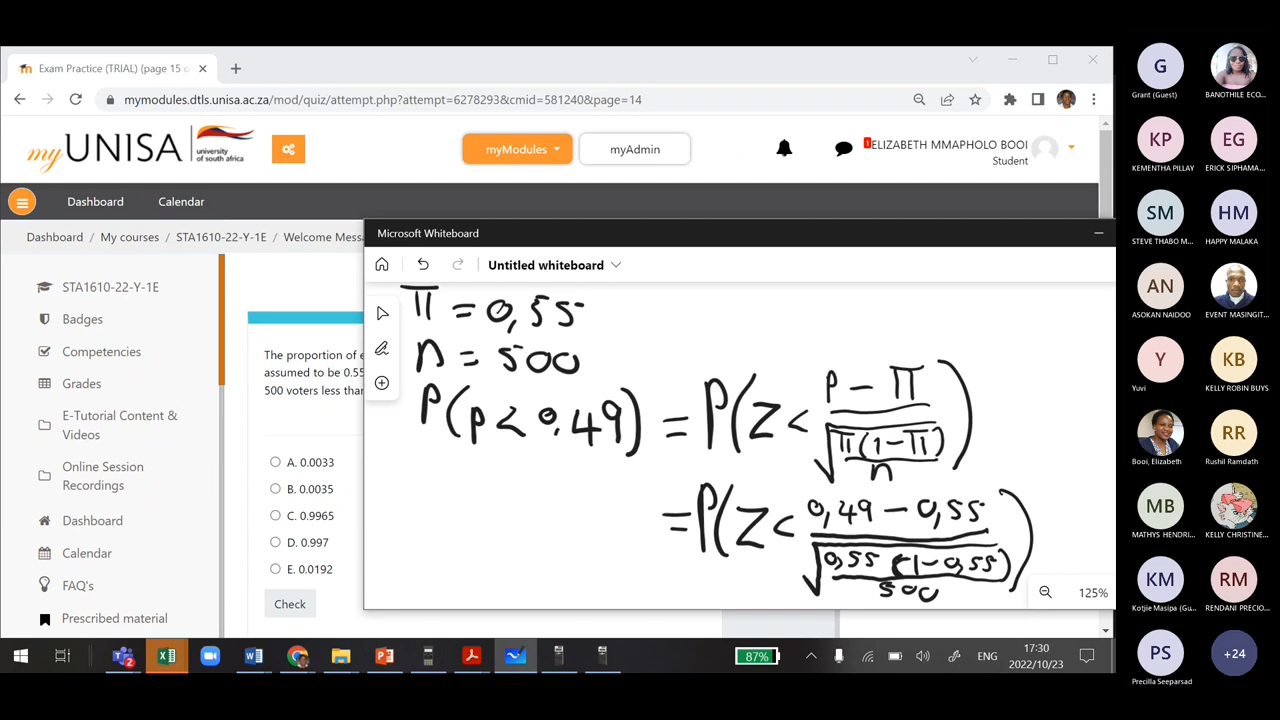 Exam Practice (TRIAL) (page 15 o
mymodules.dtls.unisa.ac.za/mod/quiz/attempt.php?attempt=6278293&cmid=581240&page=14
my UNISA university of south africa
myModules
myAdmin
1
ELIZABETH MMAPHOLO BOOI
Student
Dashboard
Calendar
Dashboard / My courses / STA1610-22-Y-1E / Welcome Messa
STA1610-22-Y-1E
Badges
Competencies
Grades
E-Tutorial Content &
Videos
Online Session
Recordings
Dashboard
Calendar
FAQ's
Prescribed material
The proportion of e
assumed to be 0.55
500 voters less than
A. 0.0033
B. 0.0035
C. 0.9965
D. 0.997
E. 0.0192
Check
Microsoft Whiteboard
Untitled whiteboard
π = 0,55
n = 500
P(p < 0,49) = P(Z < (p − π) / √(π(1−π)/n))
= P(Z < (0,49 − 0,55) / √(0,55(1−0,55)/500))
125%
87%
ENG
17:30
2022/10/23
G
Grant (Guest)
BANOTHILE ECO...
KP
KEMENTHA PILLAY
EG
ERICK SIPHAMA...
SM
STEVE THABO M...
HM
HAPPY MALAKA
AN
ASOKAN NAIDOO
EVENT MASINGIT...
Y
Yuvi
KB
KELLY ROBIN BUYS
Booi, Elizabeth
RR
Rushil Ramdath
MB
MATHYS HENDRI...
KELLY CHRISTINE...
KM
Kotjie Masipa (Gu...
RM
RENDANI PRECIO...
PS
Precilla Seeparsad
+24